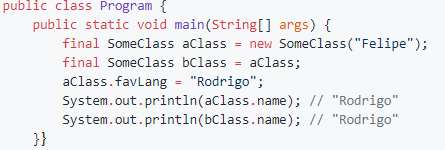 public class Program {
    public static void main(String[] args) {
        final SomeClass aClass = new SomeClass("Felipe");
        final SomeClass bClass = aClass;
        aClass.favLang = "Rodrigo";
        System.out.println(aClass.name); // "Rodrigo"
        System.out.println(bClass.name); // "Rodrigo"
    }}